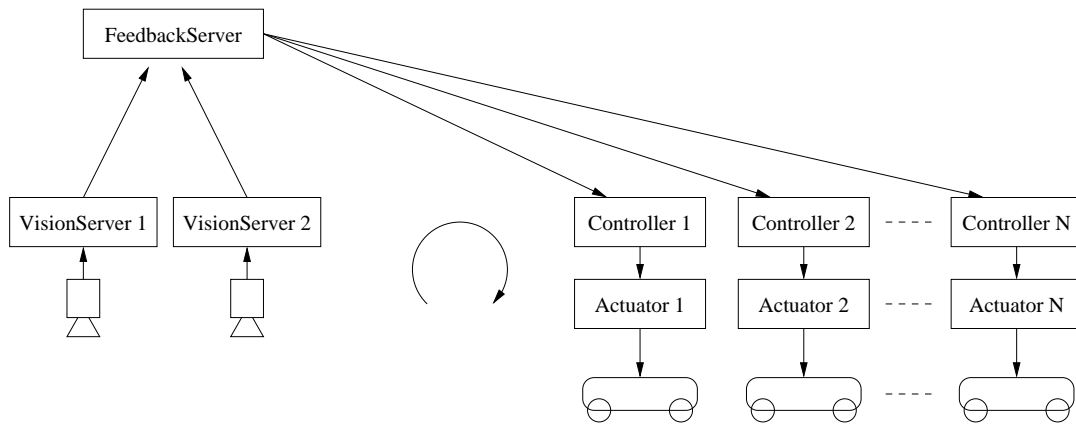 FeedbackServer
VisionServer 1
VisionServer 2
Controller 1
Controller 2
Controller N
Actuator 1
Actuator 2
Actuator N